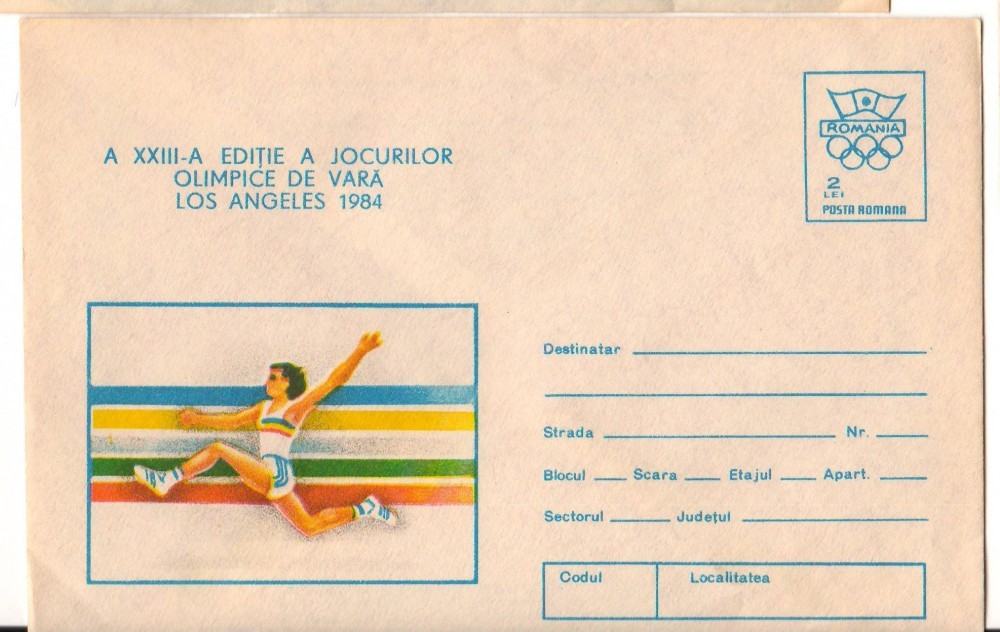 A XXIII-A EDIȚIE A JOCURILOR
OLIMPICE DE VARĂ
LOS ANGELES 1984
ROMÂNIA
2
LEI
POSTA ROMANA
Destinatar
Strada Nr.
Blocul Scara Etajul Apart.
Sectorul Județul
Codul Localitatea